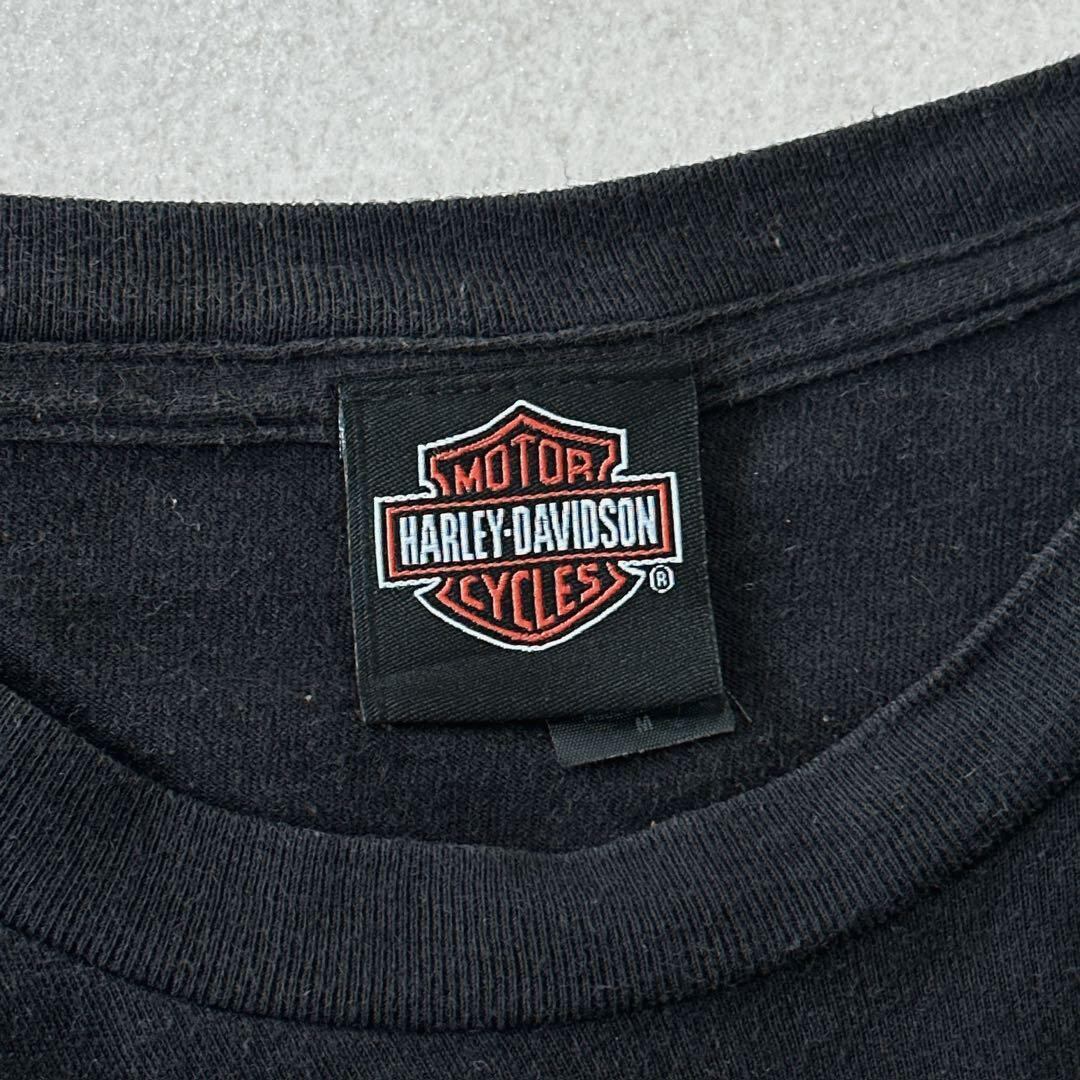 MOTOR
HARLEY-DAVIDSON
CYCLES
®
M